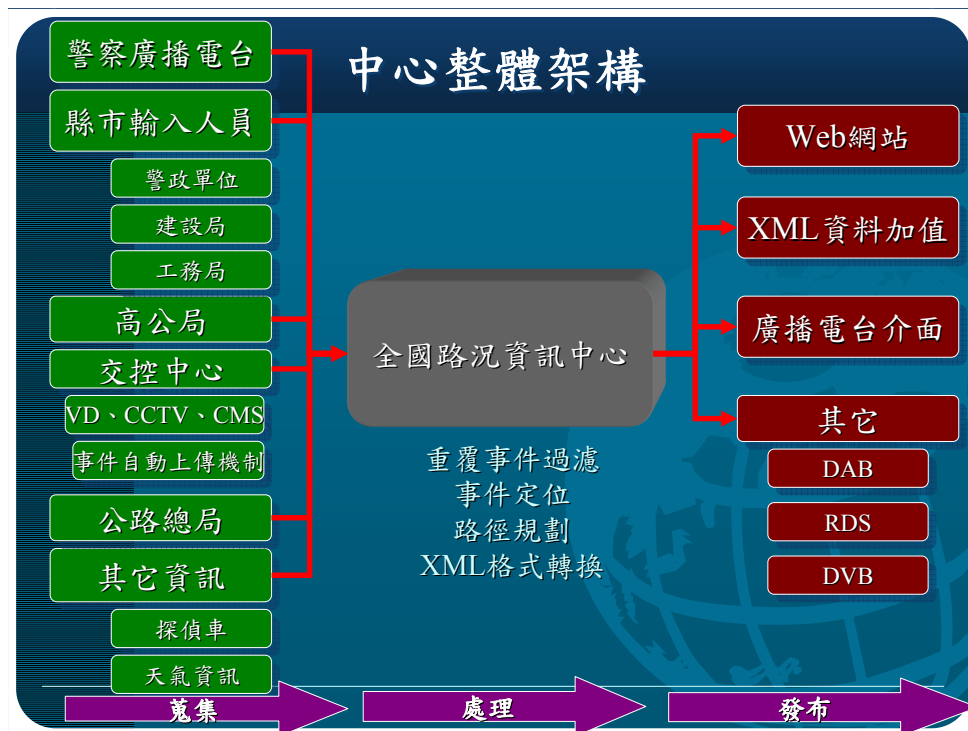 中心整體架構
警察廣播電台
縣市輸入人員
警政單位
建設局
工務局
高公局
交控中心
VD、CCTV、CMS
事件自動上傳機制
公路總局
其它資訊
探偵車
天氣資訊
全國路況資訊中心
重覆事件過濾
事件定位
路徑規劃
XML格式轉換
Web網站
XML資料加值
廣播電台介面
其它
DAB
RDS
DVB
蒐集
處理
發布